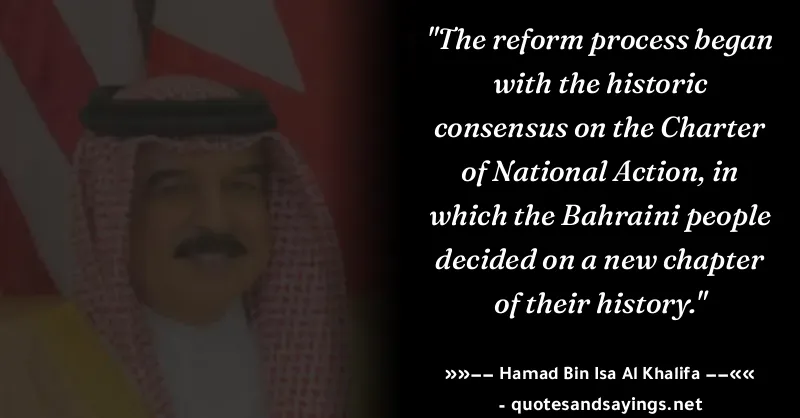 "The reform process began
with the historic
consensus on the Charter
of National Action, in
which the Bahraini people
decided on a new chapter
of their history."
»»−− Hamad Bin Isa Al Khalifa −−««
- quotesandsayings.net